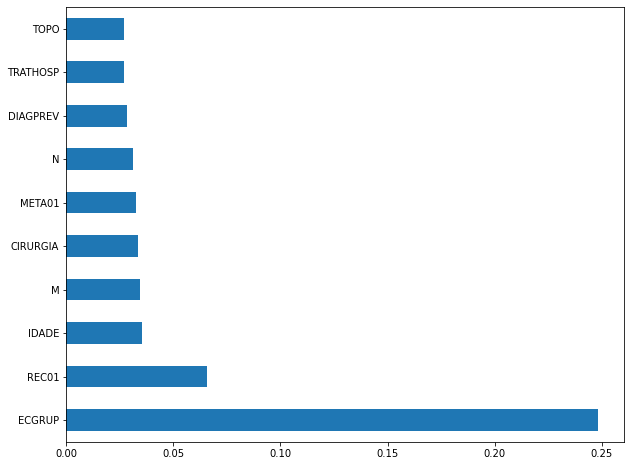 TOPO
TRATHOSP
DIAGPREV
N
META01
CIRURGIA
M
IDADE
REC01
ECGRUP
0.00 0.05 0.10 0.15 0.20 0.25